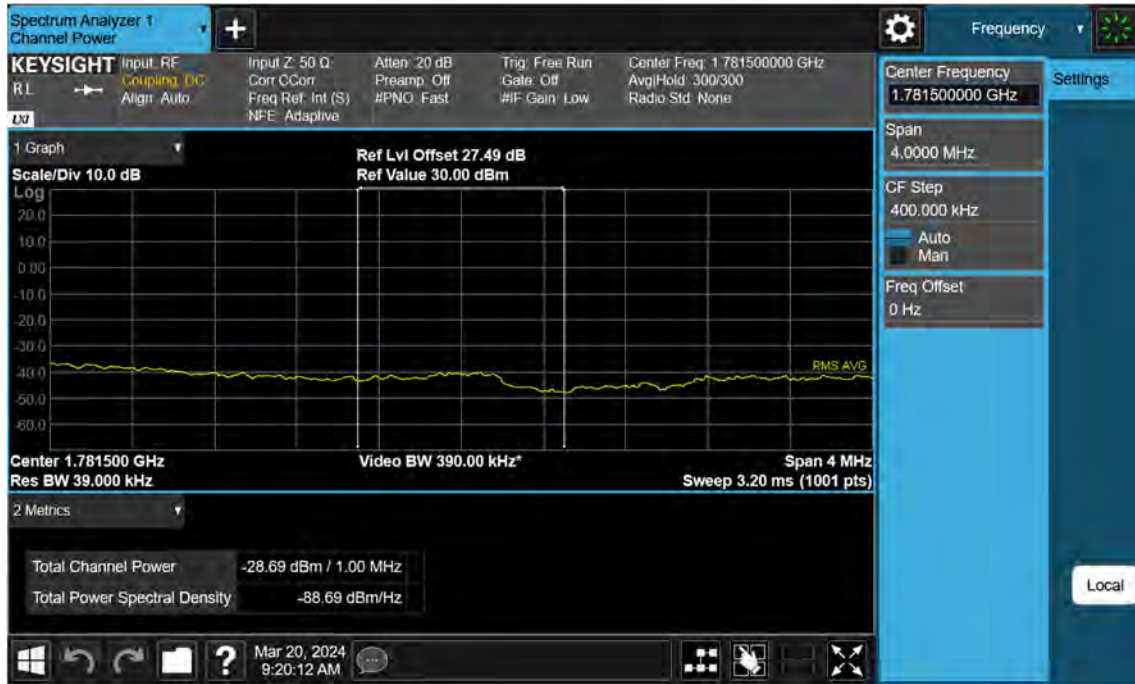 Spectrum Analyzer 1
Channel Power
Frequency
KEYSIGHT
Input: RF
Input Z: 50 Ω
Atten: 20 dB
Trig: Free Run
Center Freq: 1.781500000 GHz
RL
Coupling: DC
Corr CCorr
Preamp: Off
Gate: Off
Avg|Hold: 300/300
Align: Auto
Freq Ref: Int (S)
#PNO: Fast
#IF Gain: Low
Radio Std: None
LXI
NFE: Adaptive
Center Frequency
1.781500000 GHz
Settings
Span
4.0000 MHz
CF Step
400.000 kHz
Auto
Man
Freq Offset
0 Hz
1 Graph
Ref Lvl Offset 27.49 dB
Scale/Div 10.0 dB
Ref Value 30.00 dBm
Log
20.0
10.0
0.00
-10.0
-20.0
-30.0
-40.0
RMS AVG
-50.0
-60.0
Center 1.781500 GHz
Video BW 390.00 kHz*
Span 4 MHz
Res BW 39.000 kHz
Sweep 3.20 ms (1001 pts)
2 Metrics
Total Channel Power
-28.69 dBm / 1.00 MHz
Total Power Spectral Density
-88.69 dBm/Hz
Local
?
Mar 20, 2024
9:20:12 AM